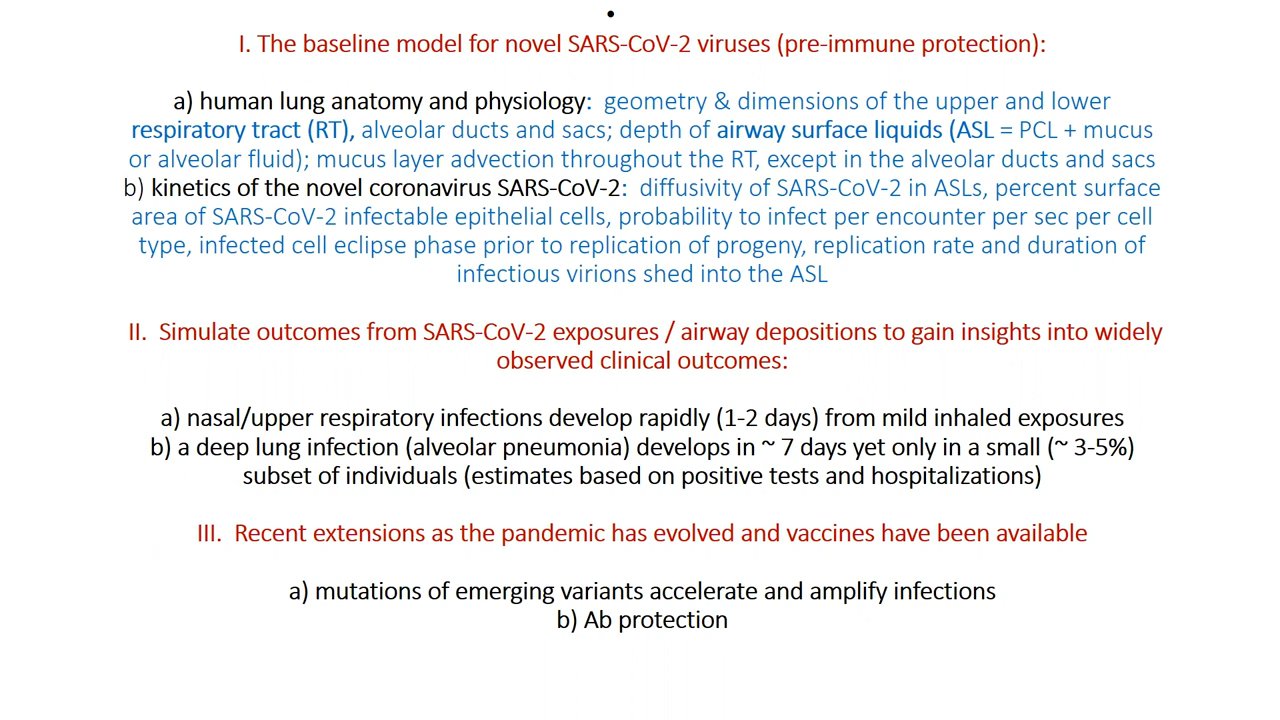 •
I. The baseline model for novel SARS-CoV-2 viruses (pre-immune protection):
a) human lung anatomy and physiology: geometry & dimensions of the upper and lower
respiratory tract (RT), alveolar ducts and sacs; depth of airway surface liquids (ASL = PCL + mucus
or alveolar fluid); mucus layer advection throughout the RT, except in the alveolar ducts and sacs
b) kinetics of the novel coronavirus SARS-CoV-2: diffusivity of SARS-CoV-2 in ASLs, percent surface
area of SARS-CoV-2 infectable epithelial cells, probability to infect per encounter per sec per cell
type, infected cell eclipse phase prior to replication of progeny, replication rate and duration of
infectious virions shed into the ASL
II. Simulate outcomes from SARS-CoV-2 exposures / airway depositions to gain insights into widely
observed clinical outcomes:
a) nasal/upper respiratory infections develop rapidly (1-2 days) from mild inhaled exposures
b) a deep lung infection (alveolar pneumonia) develops in ~ 7 days yet only in a small (~ 3-5%)
subset of individuals (estimates based on positive tests and hospitalizations)
III. Recent extensions as the pandemic has evolved and vaccines have been available
a) mutations of emerging variants accelerate and amplify infections
b) Ab protection